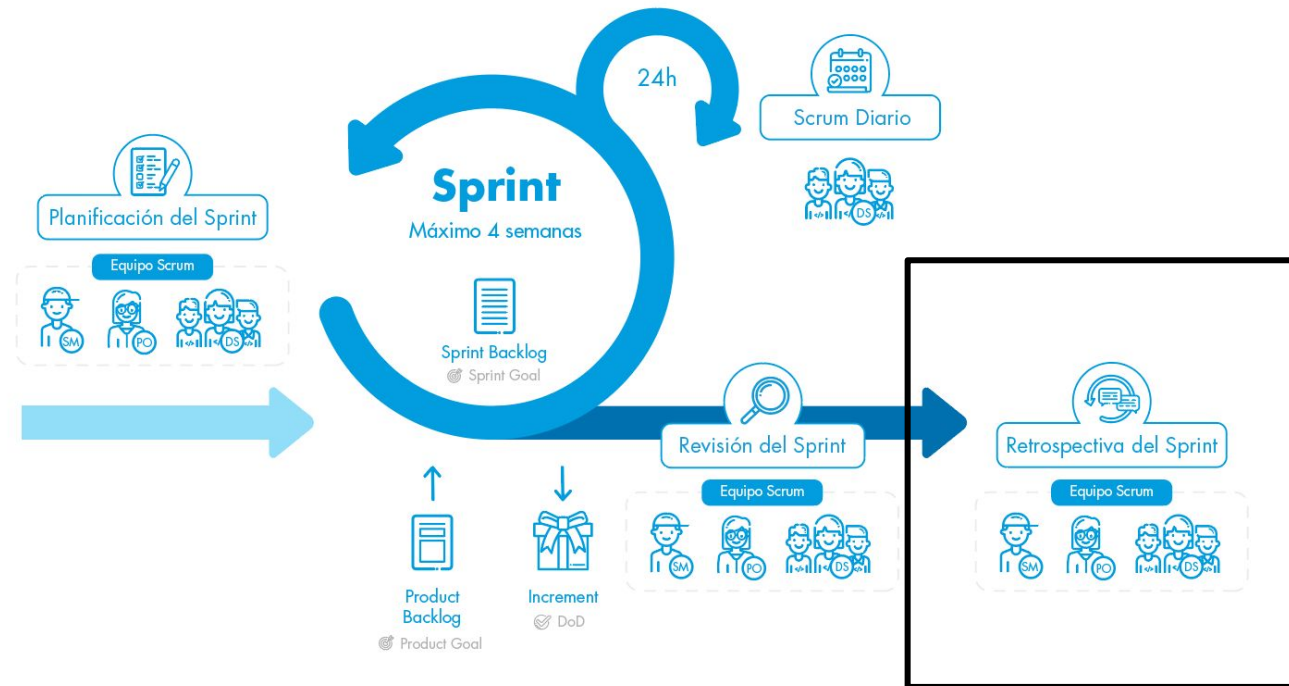 24h
Scrum Diario
DS
Planificación del Sprint
Equipo Scrum
SM
PO
DS
Sprint
Máximo 4 semanas
Sprint Backlog
Sprint Goal
Revisión del Sprint
Equipo Scrum
SM
PO
DS
Retrospectiva del Sprint
Equipo Scrum
SM
PO
DS
Product
Backlog
Product Goal
Increment
DoD